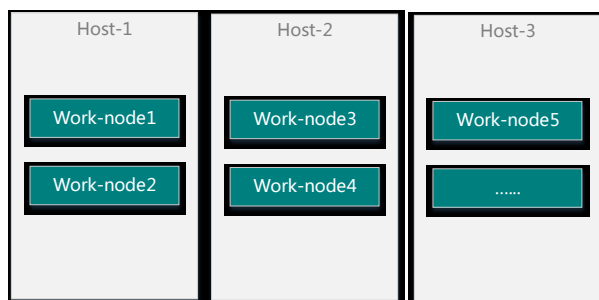 Host-1
Work-node1
Work-node2
Host-2
Work-node3
Work-node4
Host-3
Work-node5
......